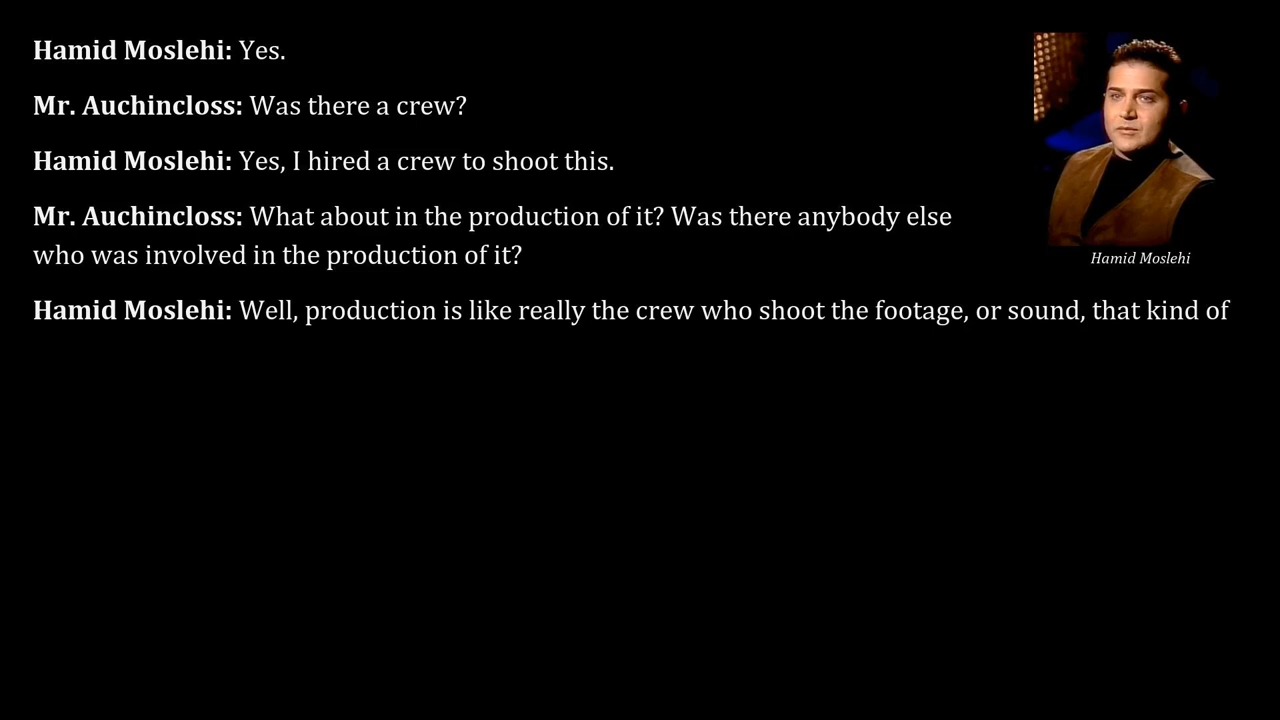 Hamid Moslehi: Yes.
Mr. Auchincloss: Was there a crew?
Hamid Moslehi: Yes, I hired a crew to shoot this.
Mr. Auchincloss: What about in the production of it? Was there anybody else
who was involved in the production of it?
Hamid Moslehi
Hamid Moslehi: Well, production is like really the crew who shoot the footage, or sound, that kind of